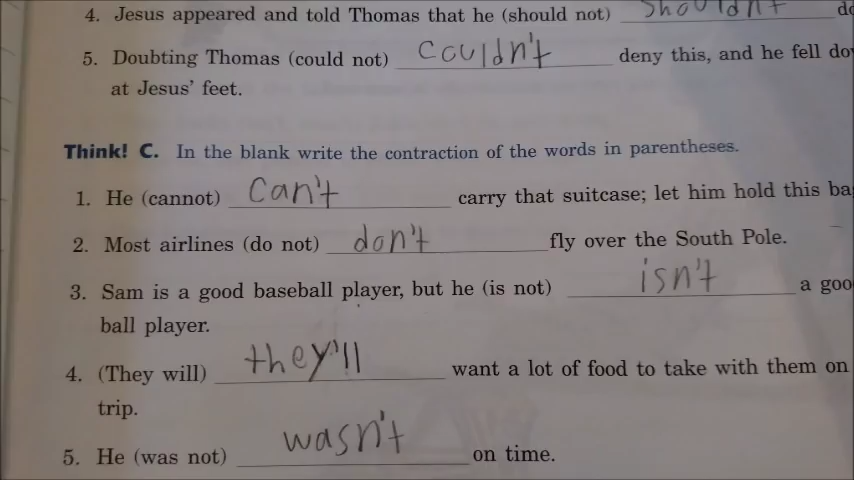 4. Jesus appeared and told Thomas that he (should not) shouldn't
5. Doubting Thomas (could not) couldn't deny this, and he fell
at Jesus' feet.
Think! C. In the blank write the contraction of the words in parentheses.
1. He (cannot) can't carry that suitcase; let him hold this
2. Most airlines (do not) don't fly over the South Pole.
3. Sam is a good baseball player, but he (is not) isn't a
ball player.
4. (They will) they'll want a lot of food to take with them on
trip.
5. He (was not) wasn't on time.